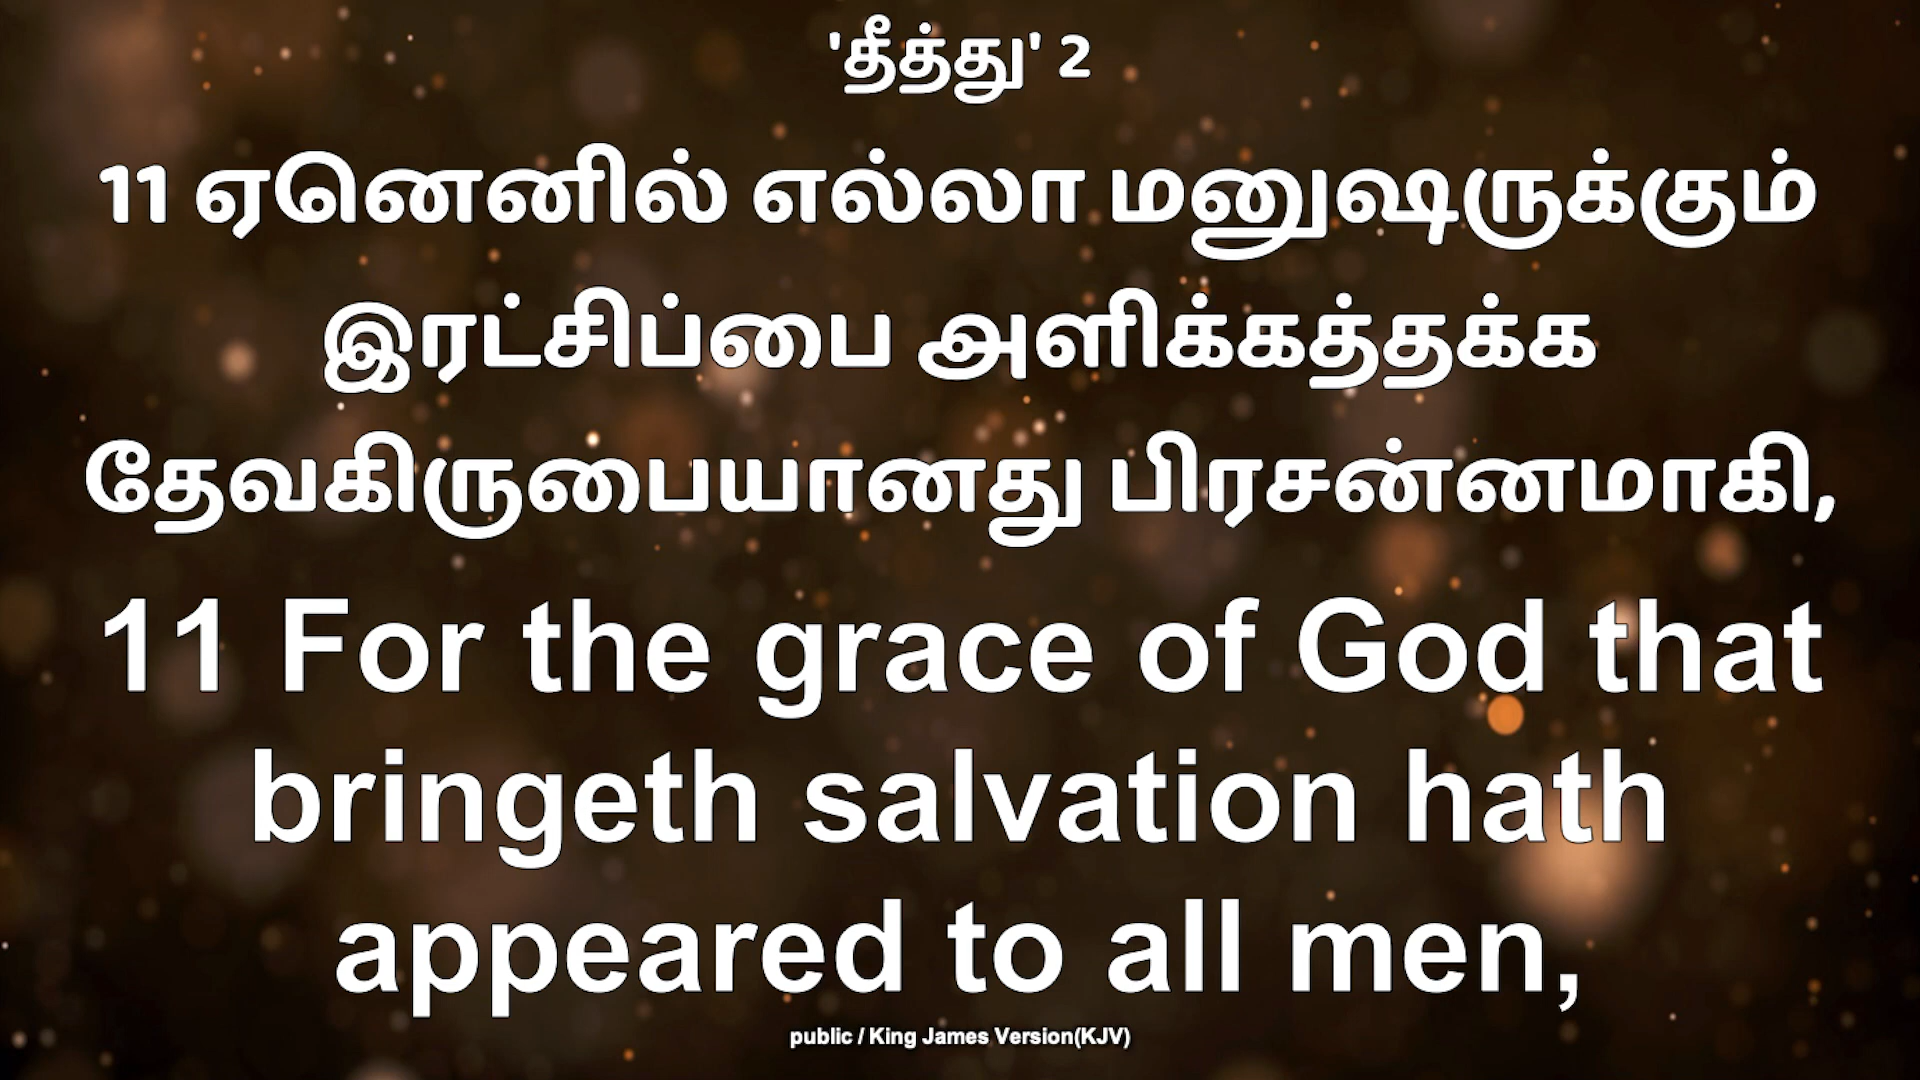 'தீத்து' 2
11 ஏனெனில் எல்லா மனுஷருக்கும்
இரட்சிப்பை அளிக்கத்தக்க
தேவகிருபையானது பிரசன்னமாகி,
11 For the grace of God that
bringeth salvation hath
appeared to all men,
public / King James Version(KJV)